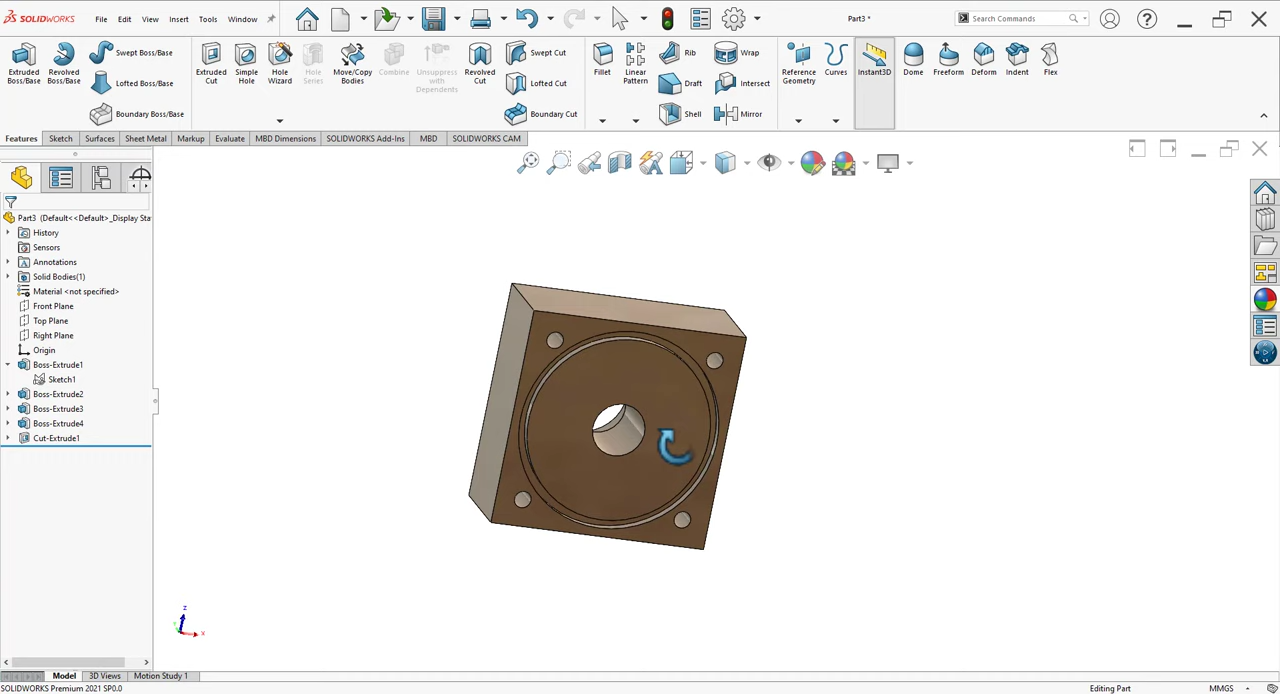 SOLIDWORKS File Edit View Insert Tools Window Part3 * Search Commands
Extruded Boss/Base
Revolved Boss/Base
Swept Boss/Base
Lofted Boss/Base
Boundary Boss/Base
Extruded Cut
Simple Hole
Hole Wizard
Hole Series
Move/Copy Bodies
Combine
Unsuppress with Dependents
Revolved Cut
Swept Cut
Lofted Cut
Boundary Cut
Fillet
Linear Pattern
Rib
Draft
Shell
Wrap
Intersect
Mirror
Reference Geometry
Curves
Instant3D
Dome
Freeform
Deform
Indent
Flex
Features Sketch Surfaces Sheet Metal Markup Evaluate MBD Dimensions SOLIDWORKS Add-Ins MBD SOLIDWORKS CAM
Part3 (Default<<Default>_Display Sta
History
Sensors
Annotations
Solid Bodies(1)
Material <not specified>
Front Plane
Top Plane
Right Plane
Origin
Boss-Extrude1
Sketch1
Boss-Extrude2
Boss-Extrude3
Boss-Extrude4
Cut-Extrude1
z
x
Model 3D Views Motion Study 1
SOLIDWORKS Premium 2021 SP0.0 Editing Part MMGS